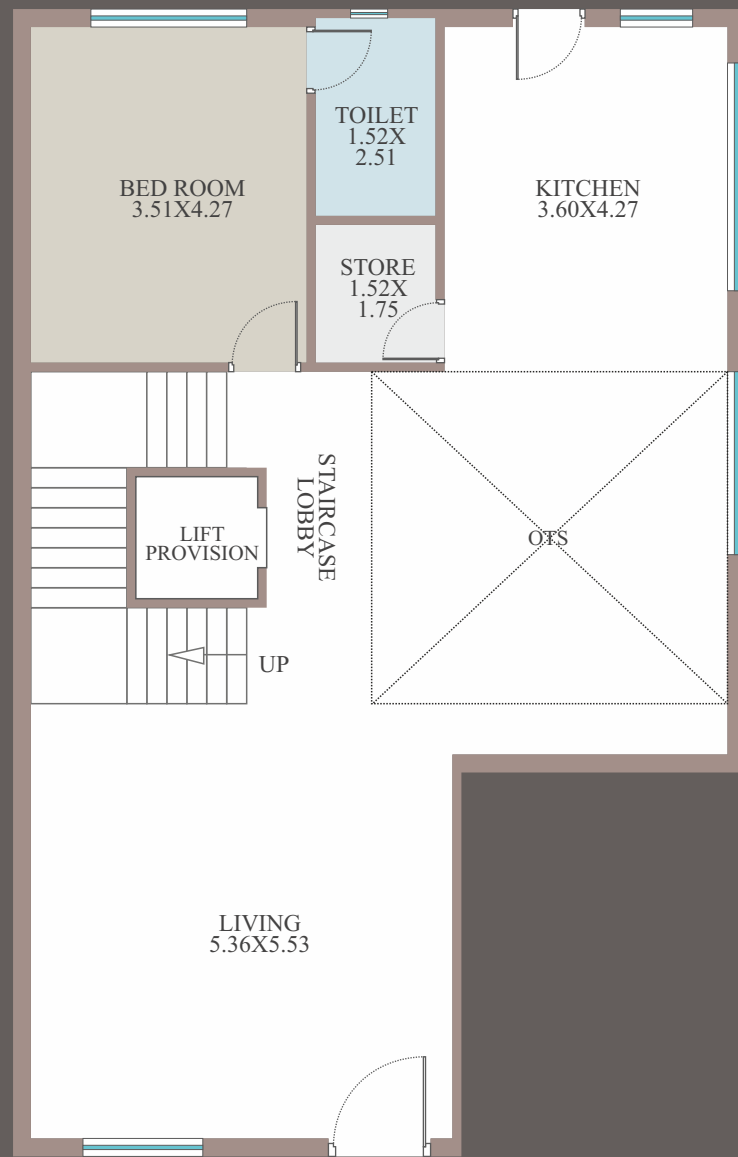 TOILET
1.52X
2.51
BED ROOM
3.51X4.27
KITCHEN
3.60X4.27
STORE
1.52X
1.75
STAIRCASE
LOBBY
LIFT
PROVISION
OTS
UP
LIVING
5.36X5.53